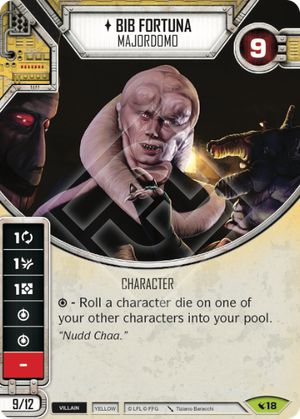 BIB FORTUNA
MAJORDOMO
9
1
1
1
-
CHARACTER
- Roll a character die on one of
your other characters into your pool.
"Nudd Chaa."
9/12
VILLAIN
YELLOW
© LFL © FFG
Tiziano Baracchi
18